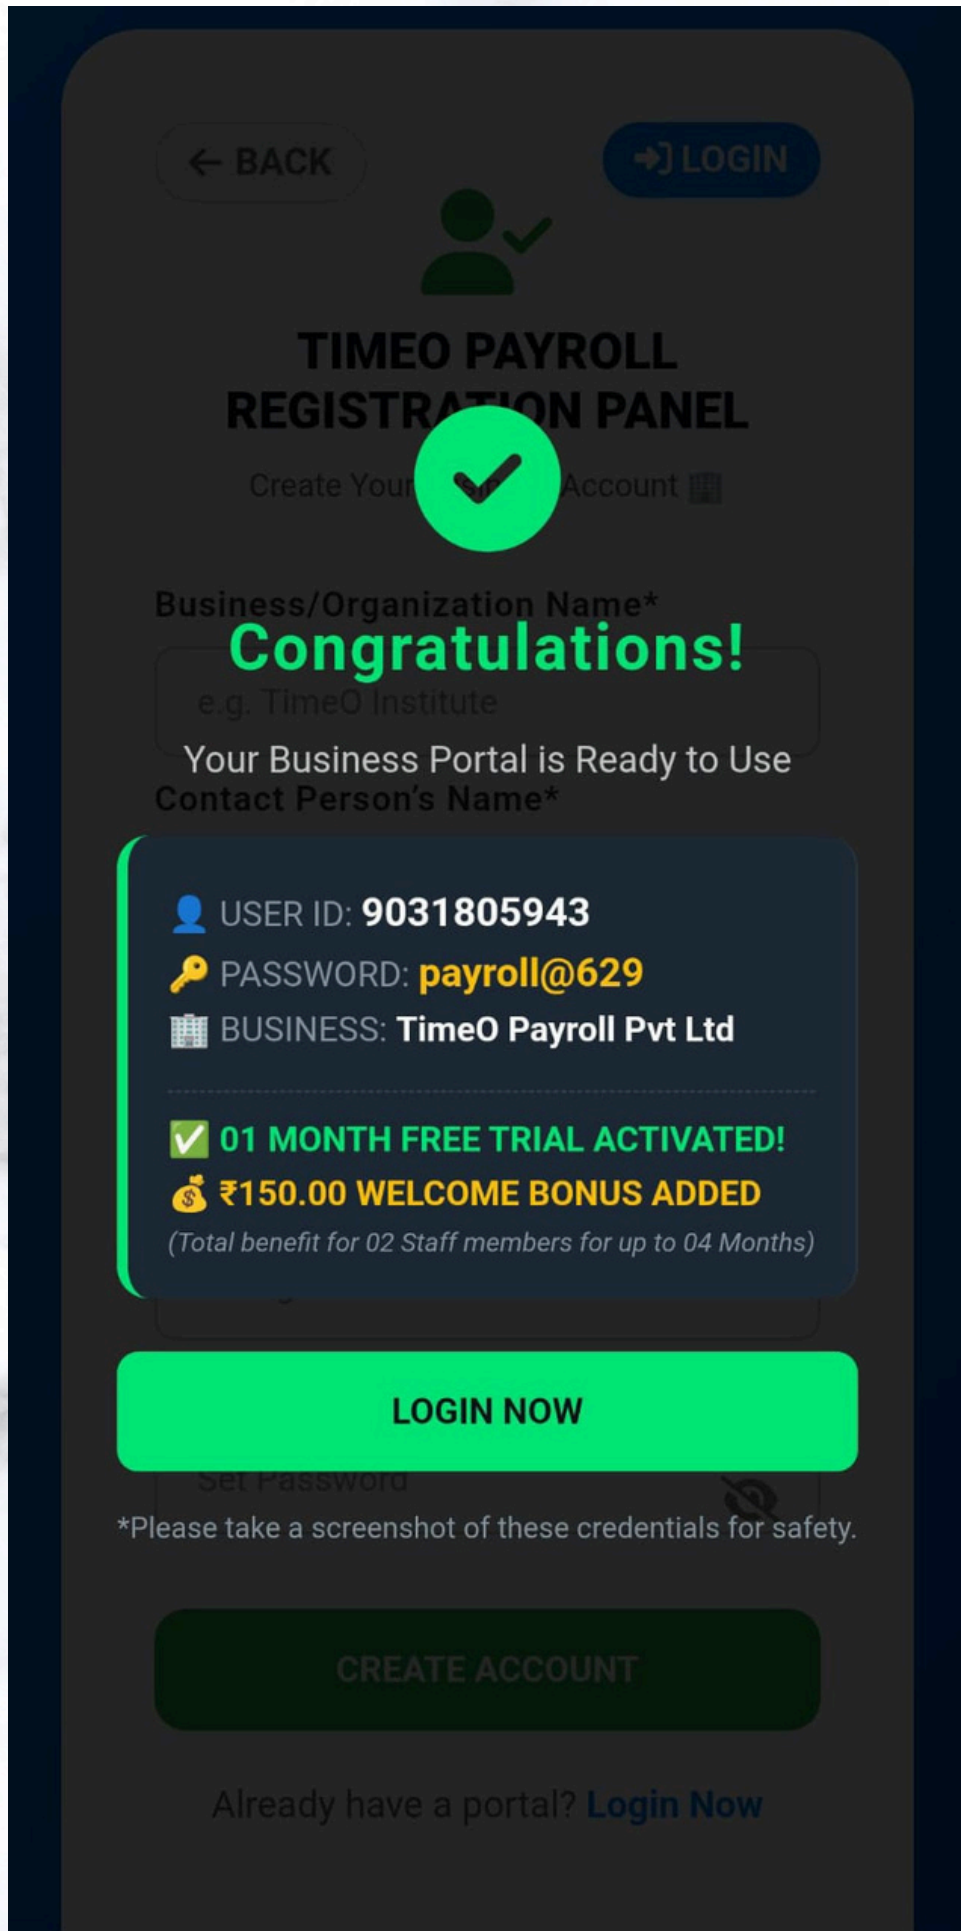 ← BACK
LOGIN
TIMEO PAYROLL
REGISTRATION PANEL
Create Your Account 🏢
Business/Organization Name*
Congratulations!
e.g. TimeO Institute
Your Business Portal is Ready to Use
Contact Person's Name*
👤 USER ID: 9031805943
🔑 PASSWORD: payroll@629
🏢 BUSINESS: TimeO Payroll Pvt Ltd
✅ 01 MONTH FREE TRIAL ACTIVATED!
💰 ₹150.00 WELCOME BONUS ADDED
(Total benefit for 02 Staff members for up to 04 Months)
LOGIN NOW
Set Password
*Please take a screenshot of these credentials for safety.
CREATE ACCOUNT
Already have a portal? Login Now